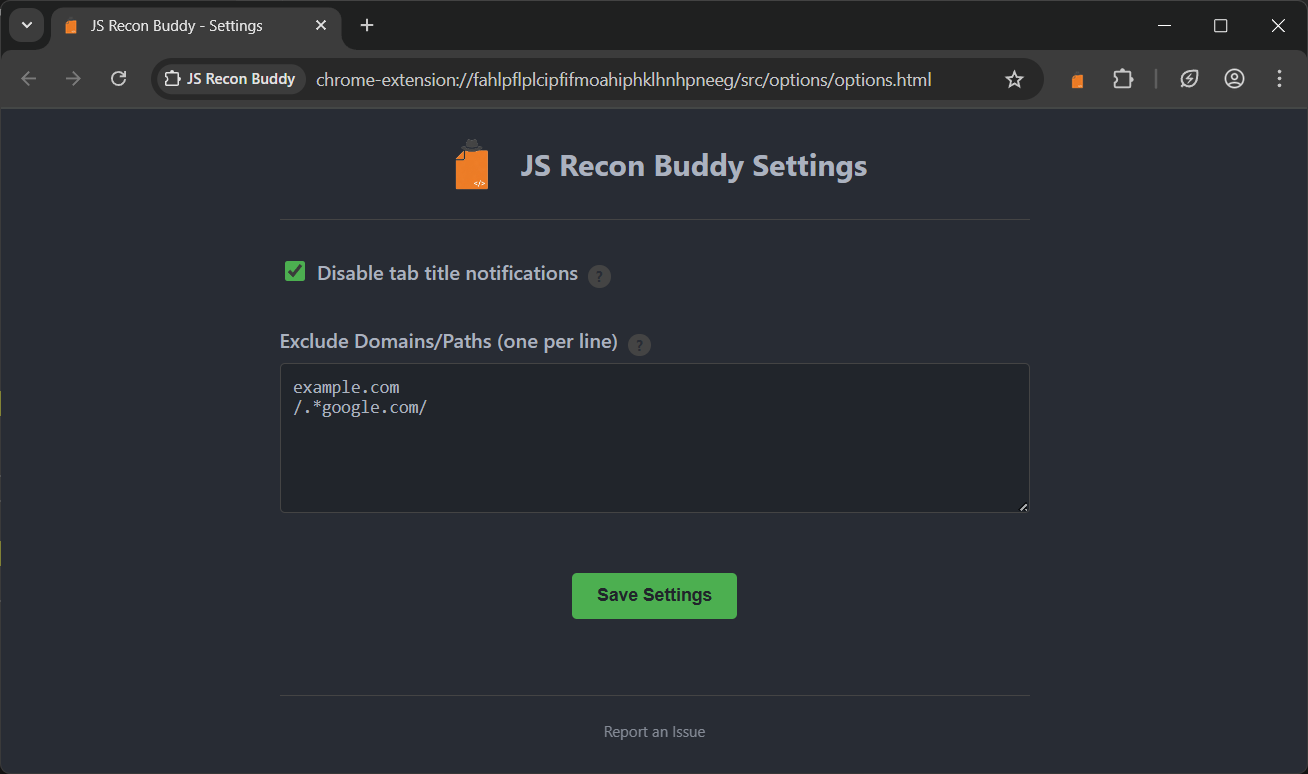 JS Recon Buddy - Settings
JS Recon Buddy
chrome-extension://fahlpflplcipfifmoahiphklhnhpneeg/src/options/options.html
</>
JS Recon Buddy Settings
Disable tab title notifications ?
Exclude Domains/Paths (one per line) ?
example.com
/.*google.com/
Save Settings
Report an Issue